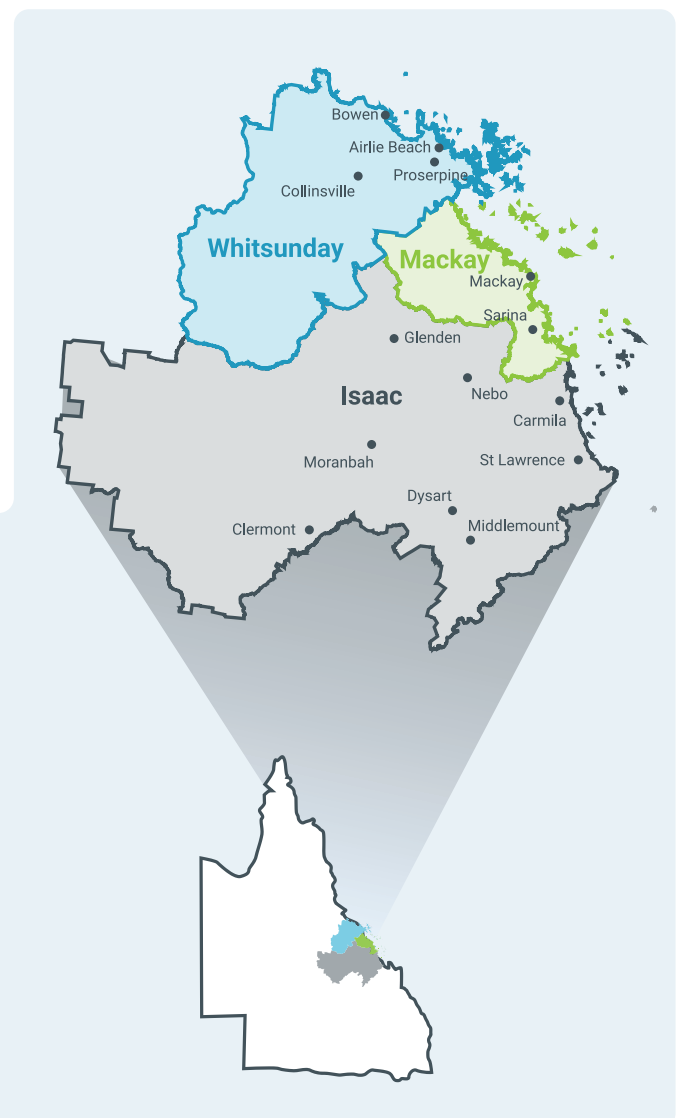 Bowen
Airlie Beach
Proserpine
Collinsville
Whitsunday
Mackay
Mackay
Sarina
Glenden
Isaac
Nebo
Carmila
Moranbah
St Lawrence
Dysart
Clermont
Middlemount